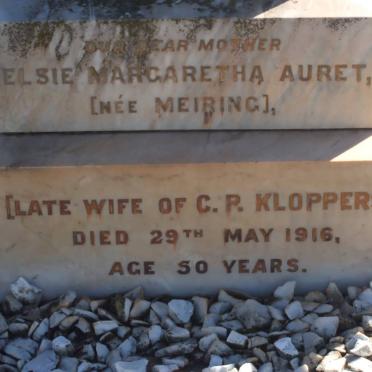 OUR DEAR MOTHER
ELSIE MARGARETHA AURET,
[NÉE MEIRING],
[LATE WIFE OF C. P. KLOPPER
DIED 29TH MAY 1916,
AGE 50 YEARS.